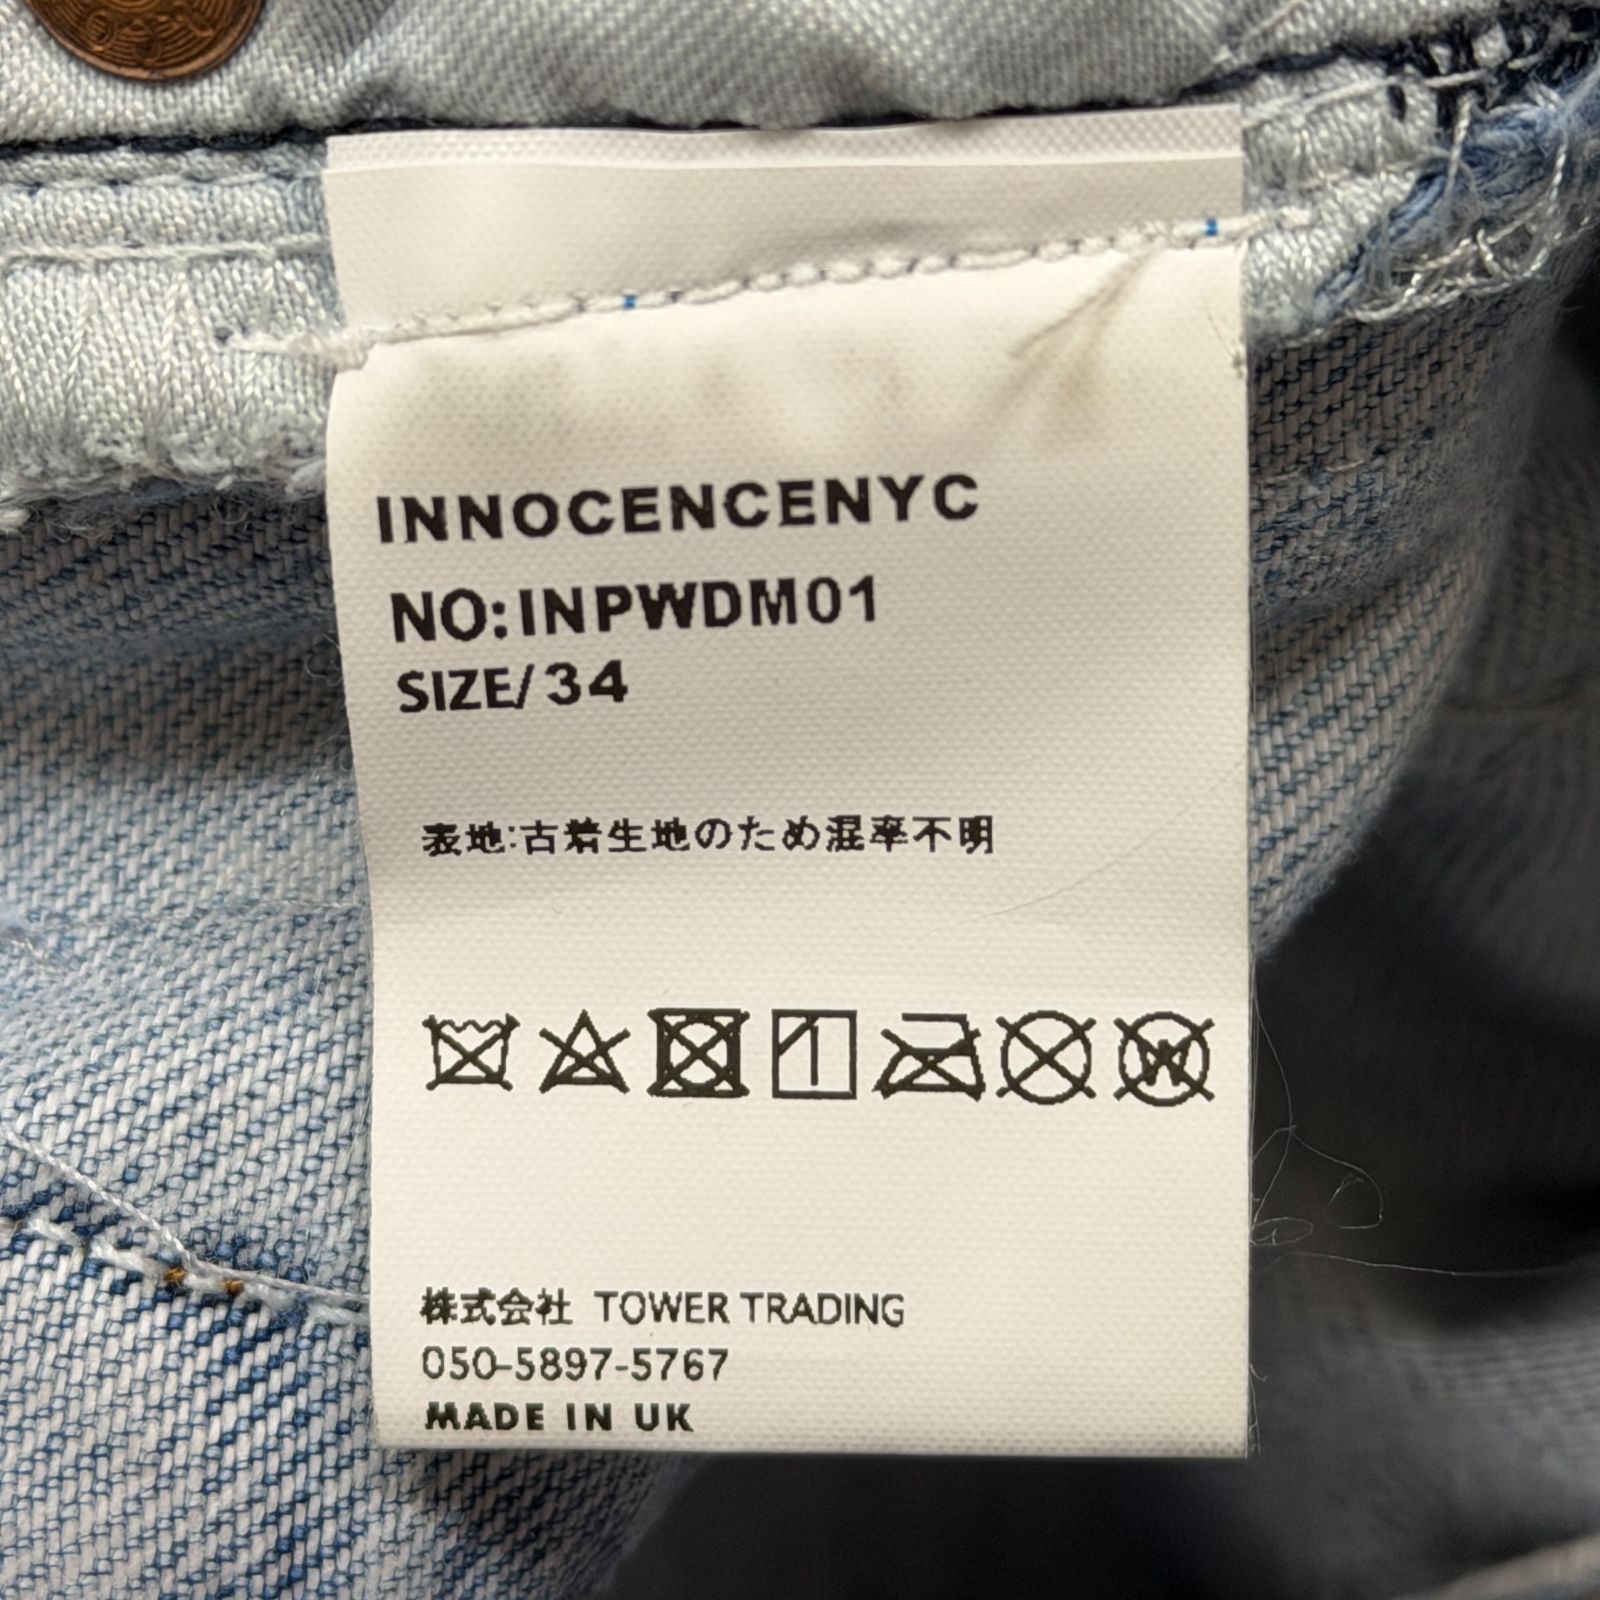 INNOCENCENYC
NO:INPWDM01
SIZE/34
表地:古着生地のため混率不明
W
株式会社 TOWER TRADING
050-5897-5767
MADE IN UK